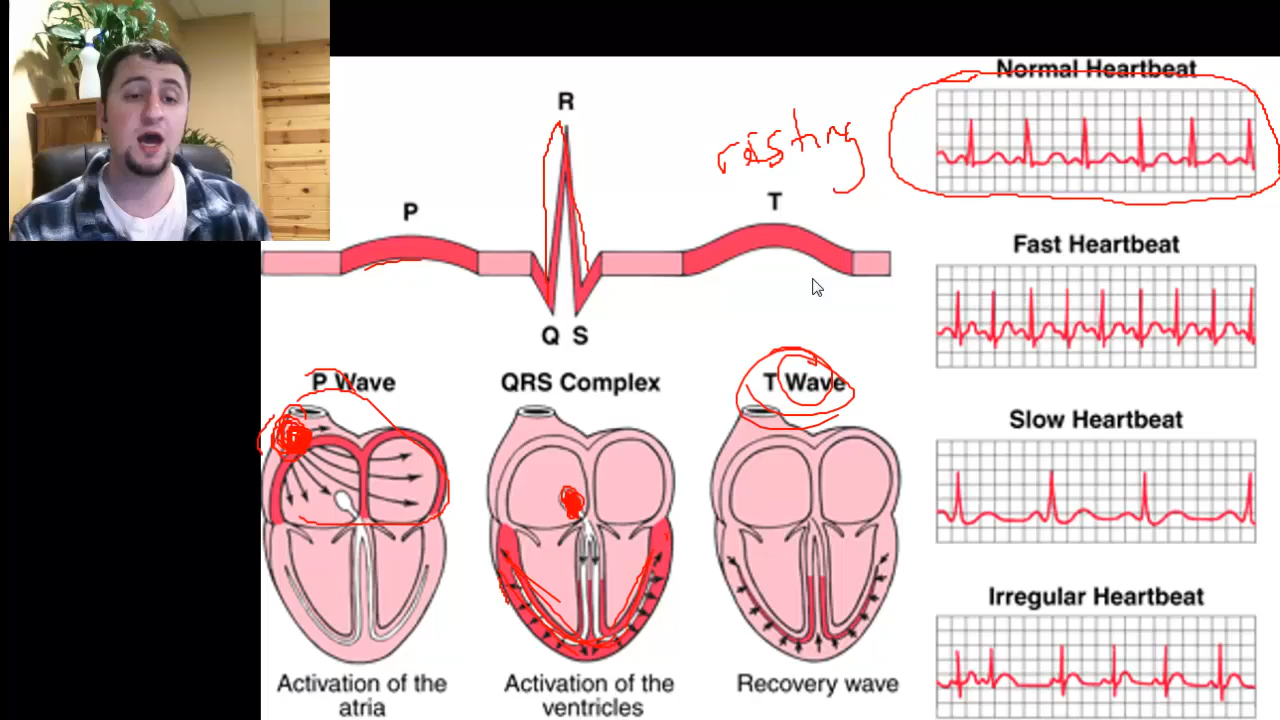 R
P
T
Q S
resting
P Wave
QRS Complex
T Wave
Activation of the
atria
Activation of the
ventricles
Recovery wave
Normal Heartbeat
Fast Heartbeat
Slow Heartbeat
Irregular Heartbeat